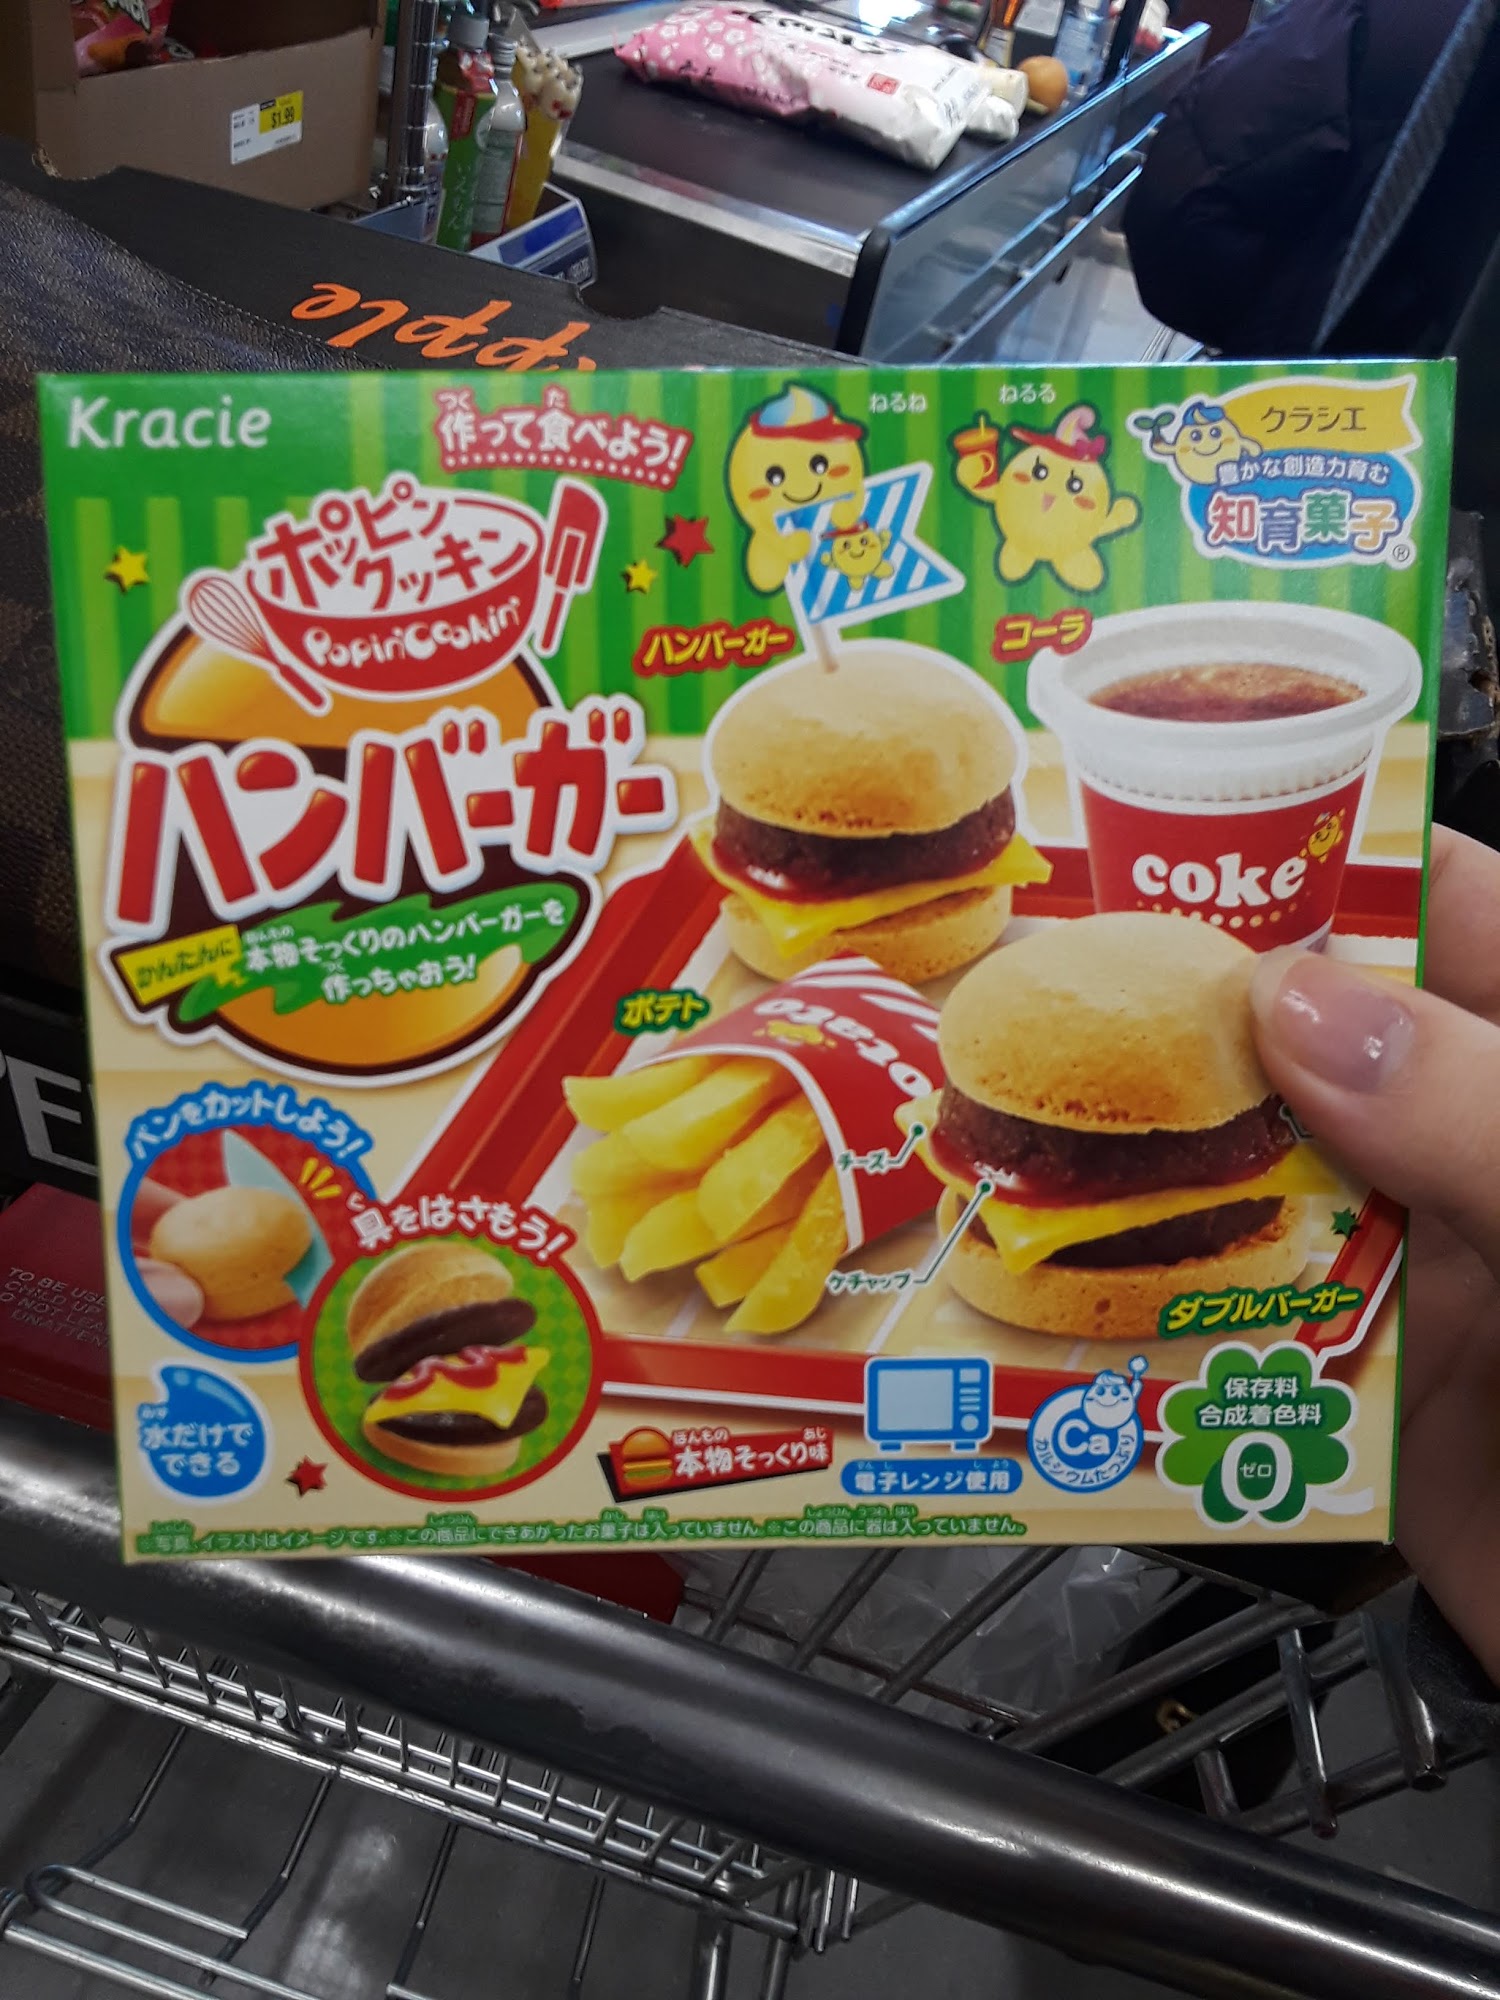 $1.99
Kracie
作って食べよう!
ねるね
ねるる
クラシエ
豊かな創造力育む
知育菓子®
ポッピン
クッキン
Popin'Cookin'
ハンバーガー
ハンバーガー
コーラ
coke
かんたんに
本物そっくりのハンバーガーを
作っちゃおう!
ポテト
POTATO
チーズ
ケチャップ
ダブルバーガー
パンをカットしよう!
具をはさもう!
水だけで
できる
本物そっくり味
電子レンジ使用
Ca
カルシウムたっぷり
保存料
合成着色料
0
ゼロ
※写真、イラストはイメージです。※この商品にできあがったお菓子は入っていません。※この商品に器は入っていません。